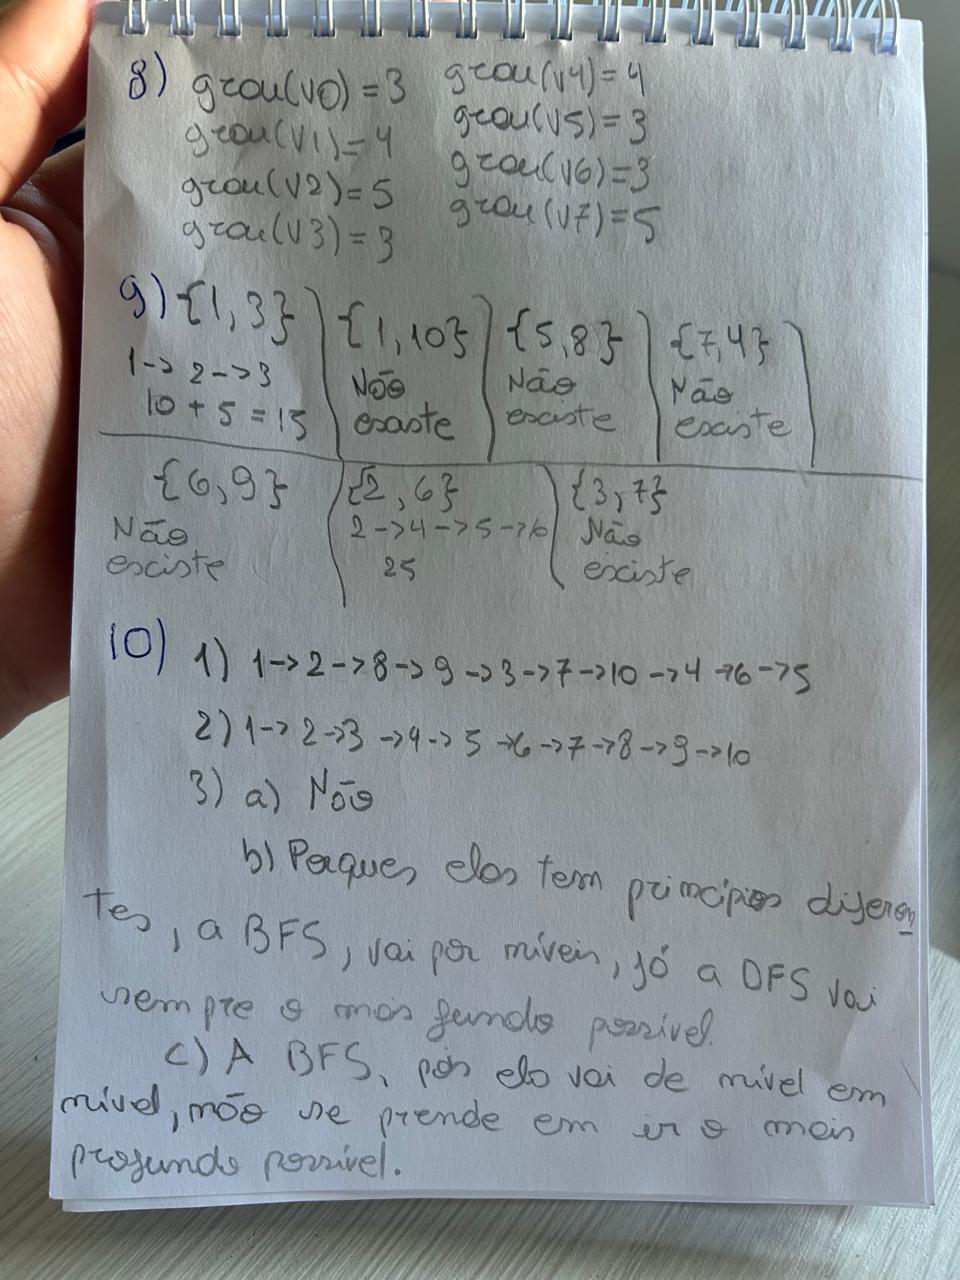 8) grau(v0) = 3 grau(v4) = 4
grau(v1) = 4 grau(v5) = 3
grau(v2) = 5 grau(v6) = 3
grau(v3) = 3 grau(v7) = 5
9) {1,3} {1,10} {5,8} {7,4}
1->2->3 Não Não Não
10 + 5 = 15 existe existe existe
{6,9} {2,6} {3,7}
Não 2->4->5->6 Não
existe 25 existe
10) 1) 1->2->8->9->3->7->10->4->6->5
2) 1->2->3->4->5->6->7->8->9->10
3) a) Não
b) Porques elas tem principios diferen
tes, a BFS, vai por níveis, já a DFS vai
sempre o mas fundo possível.
c) A BFS, pois ela vai de nível em
nível, não se prende em ir o mais
profundo possível.